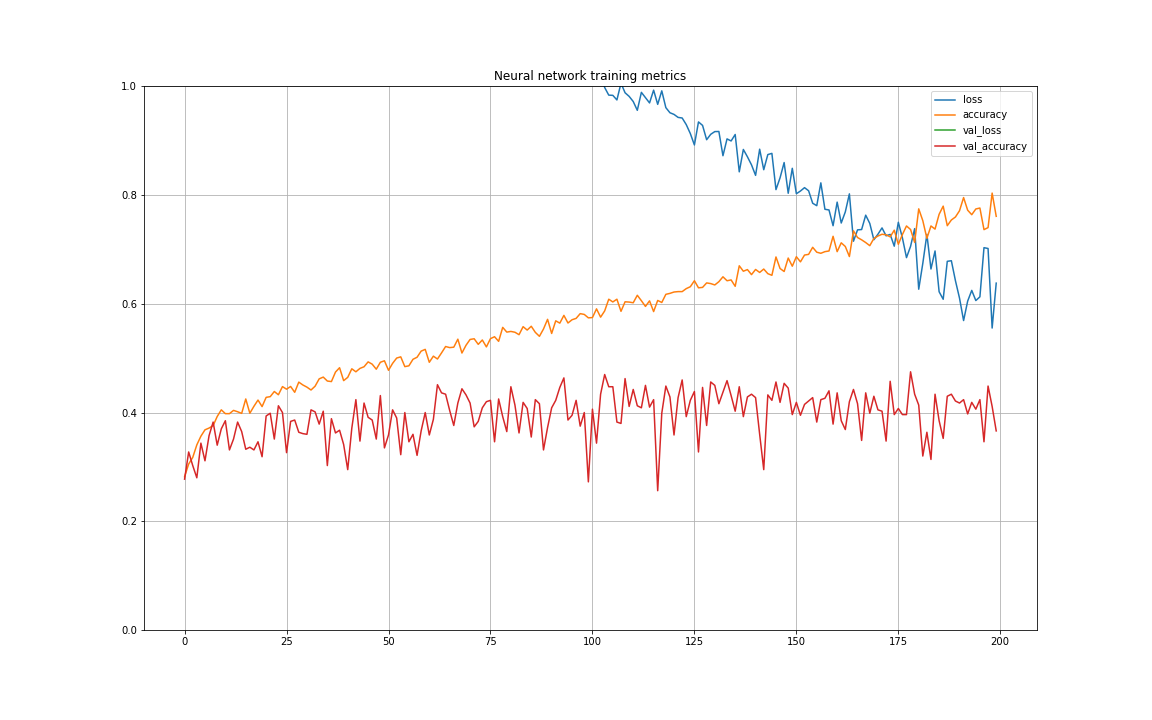 Neural network training metrics
1.0
loss
accuracy
val_loss
val_accuracy
0.8
0.6
0.4
0.2
0.0
0 25 50 75 100 125 150 175 200